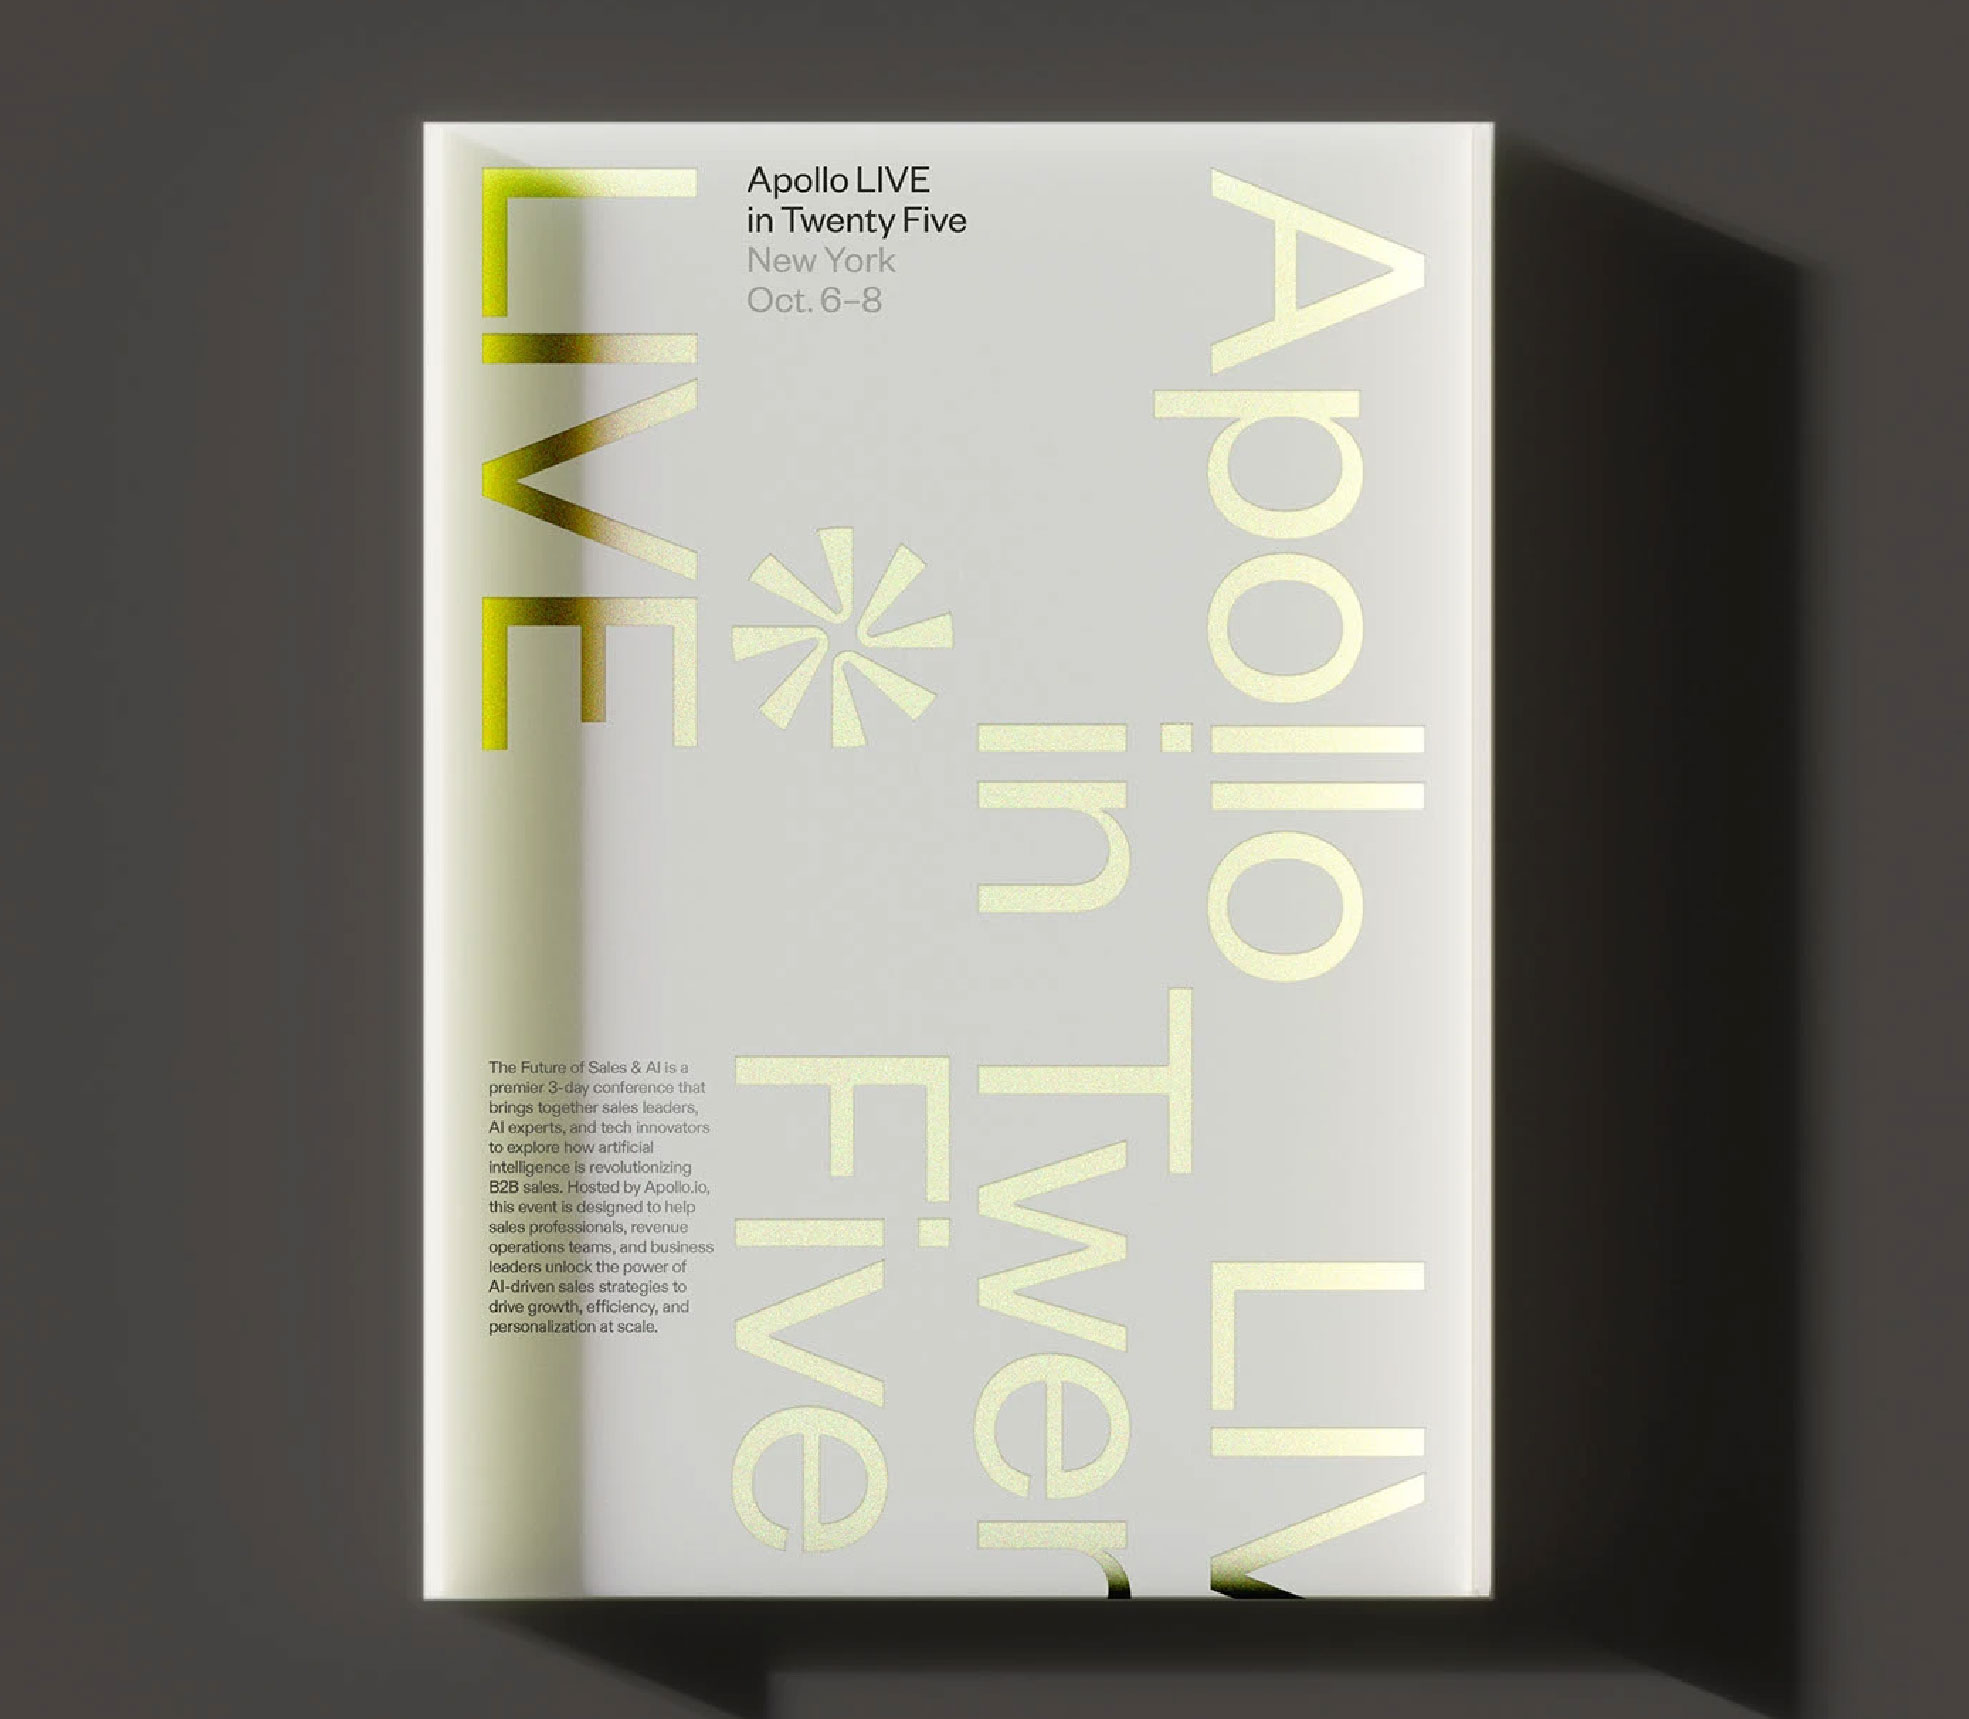 LIVE
Apollo LIVE
in Twenty Five
New York
Oct. 6–8
Apollo LIV
in Twen
Five
The Future of Sales & AI is a
premier 3-day conference that
brings together sales leaders,
AI experts, and tech innovators
to explore how artificial
intelligence is revolutionizing
B2B sales. Hosted by Apollo.io,
this event is designed to help
sales professionals, revenue
operations teams, and business
leaders unlock the power of
AI-driven sales strategies to
drive growth, efficiency, and
personalization at scale.